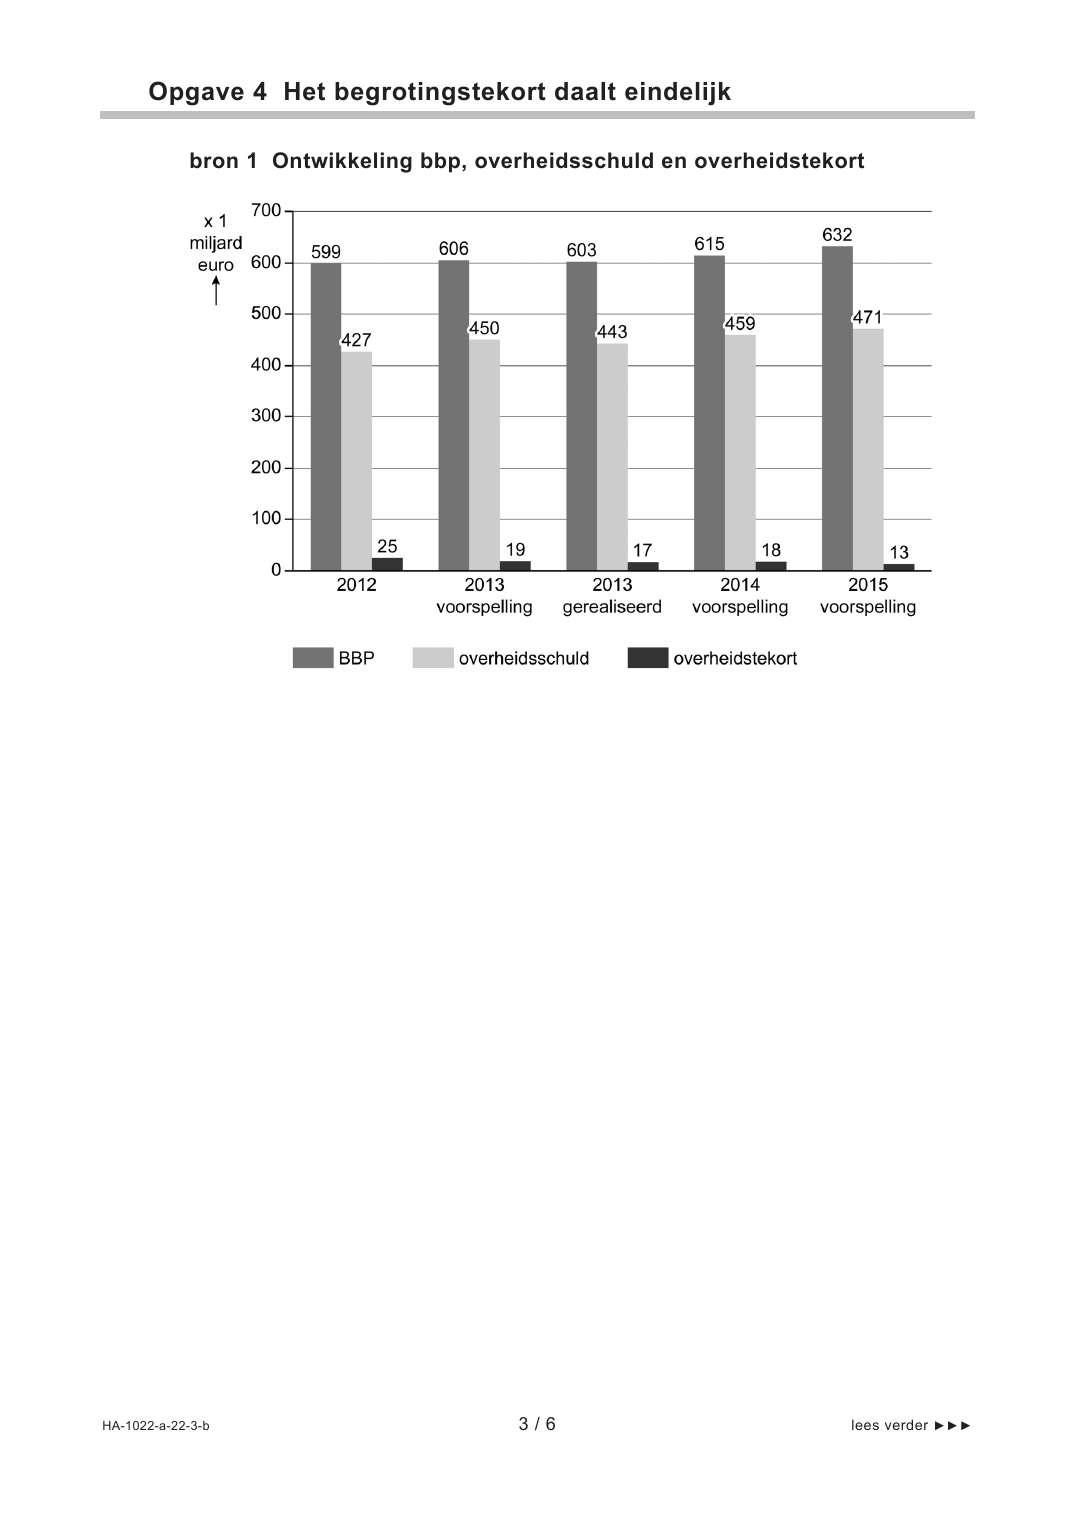 Opgave 4 Het begrotingstekort daalt eindelijk
bron 1 Ontwikkeling bbp, overheidsschuld en overheidstekort
x 1
miljard
euro
700
600
500
400
300
200
100
0
599
427
25
606
450
19
603
443
17
615
459
18
632
471
13
2012
2013
voorspelling
2013
gerealiseerd
2014
voorspelling
2015
voorspelling
BBP
overheidsschuld
overheidstekort
HA-1022-a-22-3-b
3 / 6
lees verder ►►►